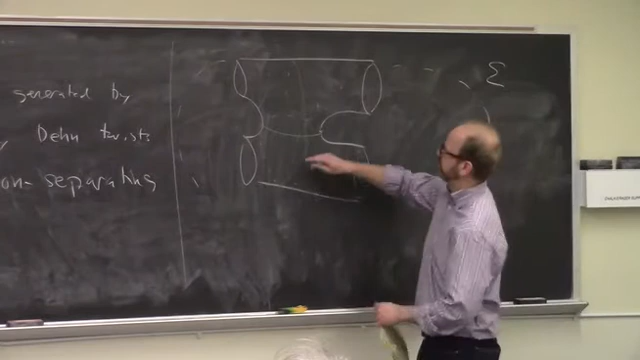 generated by
Dehn twists
non-separating
Σ